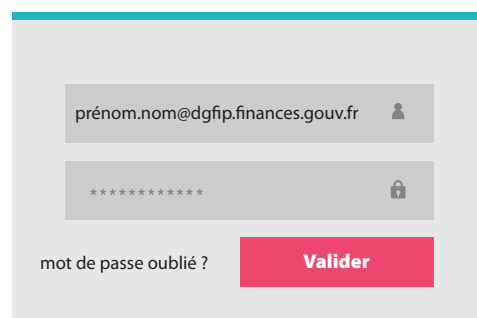 prénom.nom@dgfip.finances.gouv.fr
************
mot de passe oublié ?
Valider